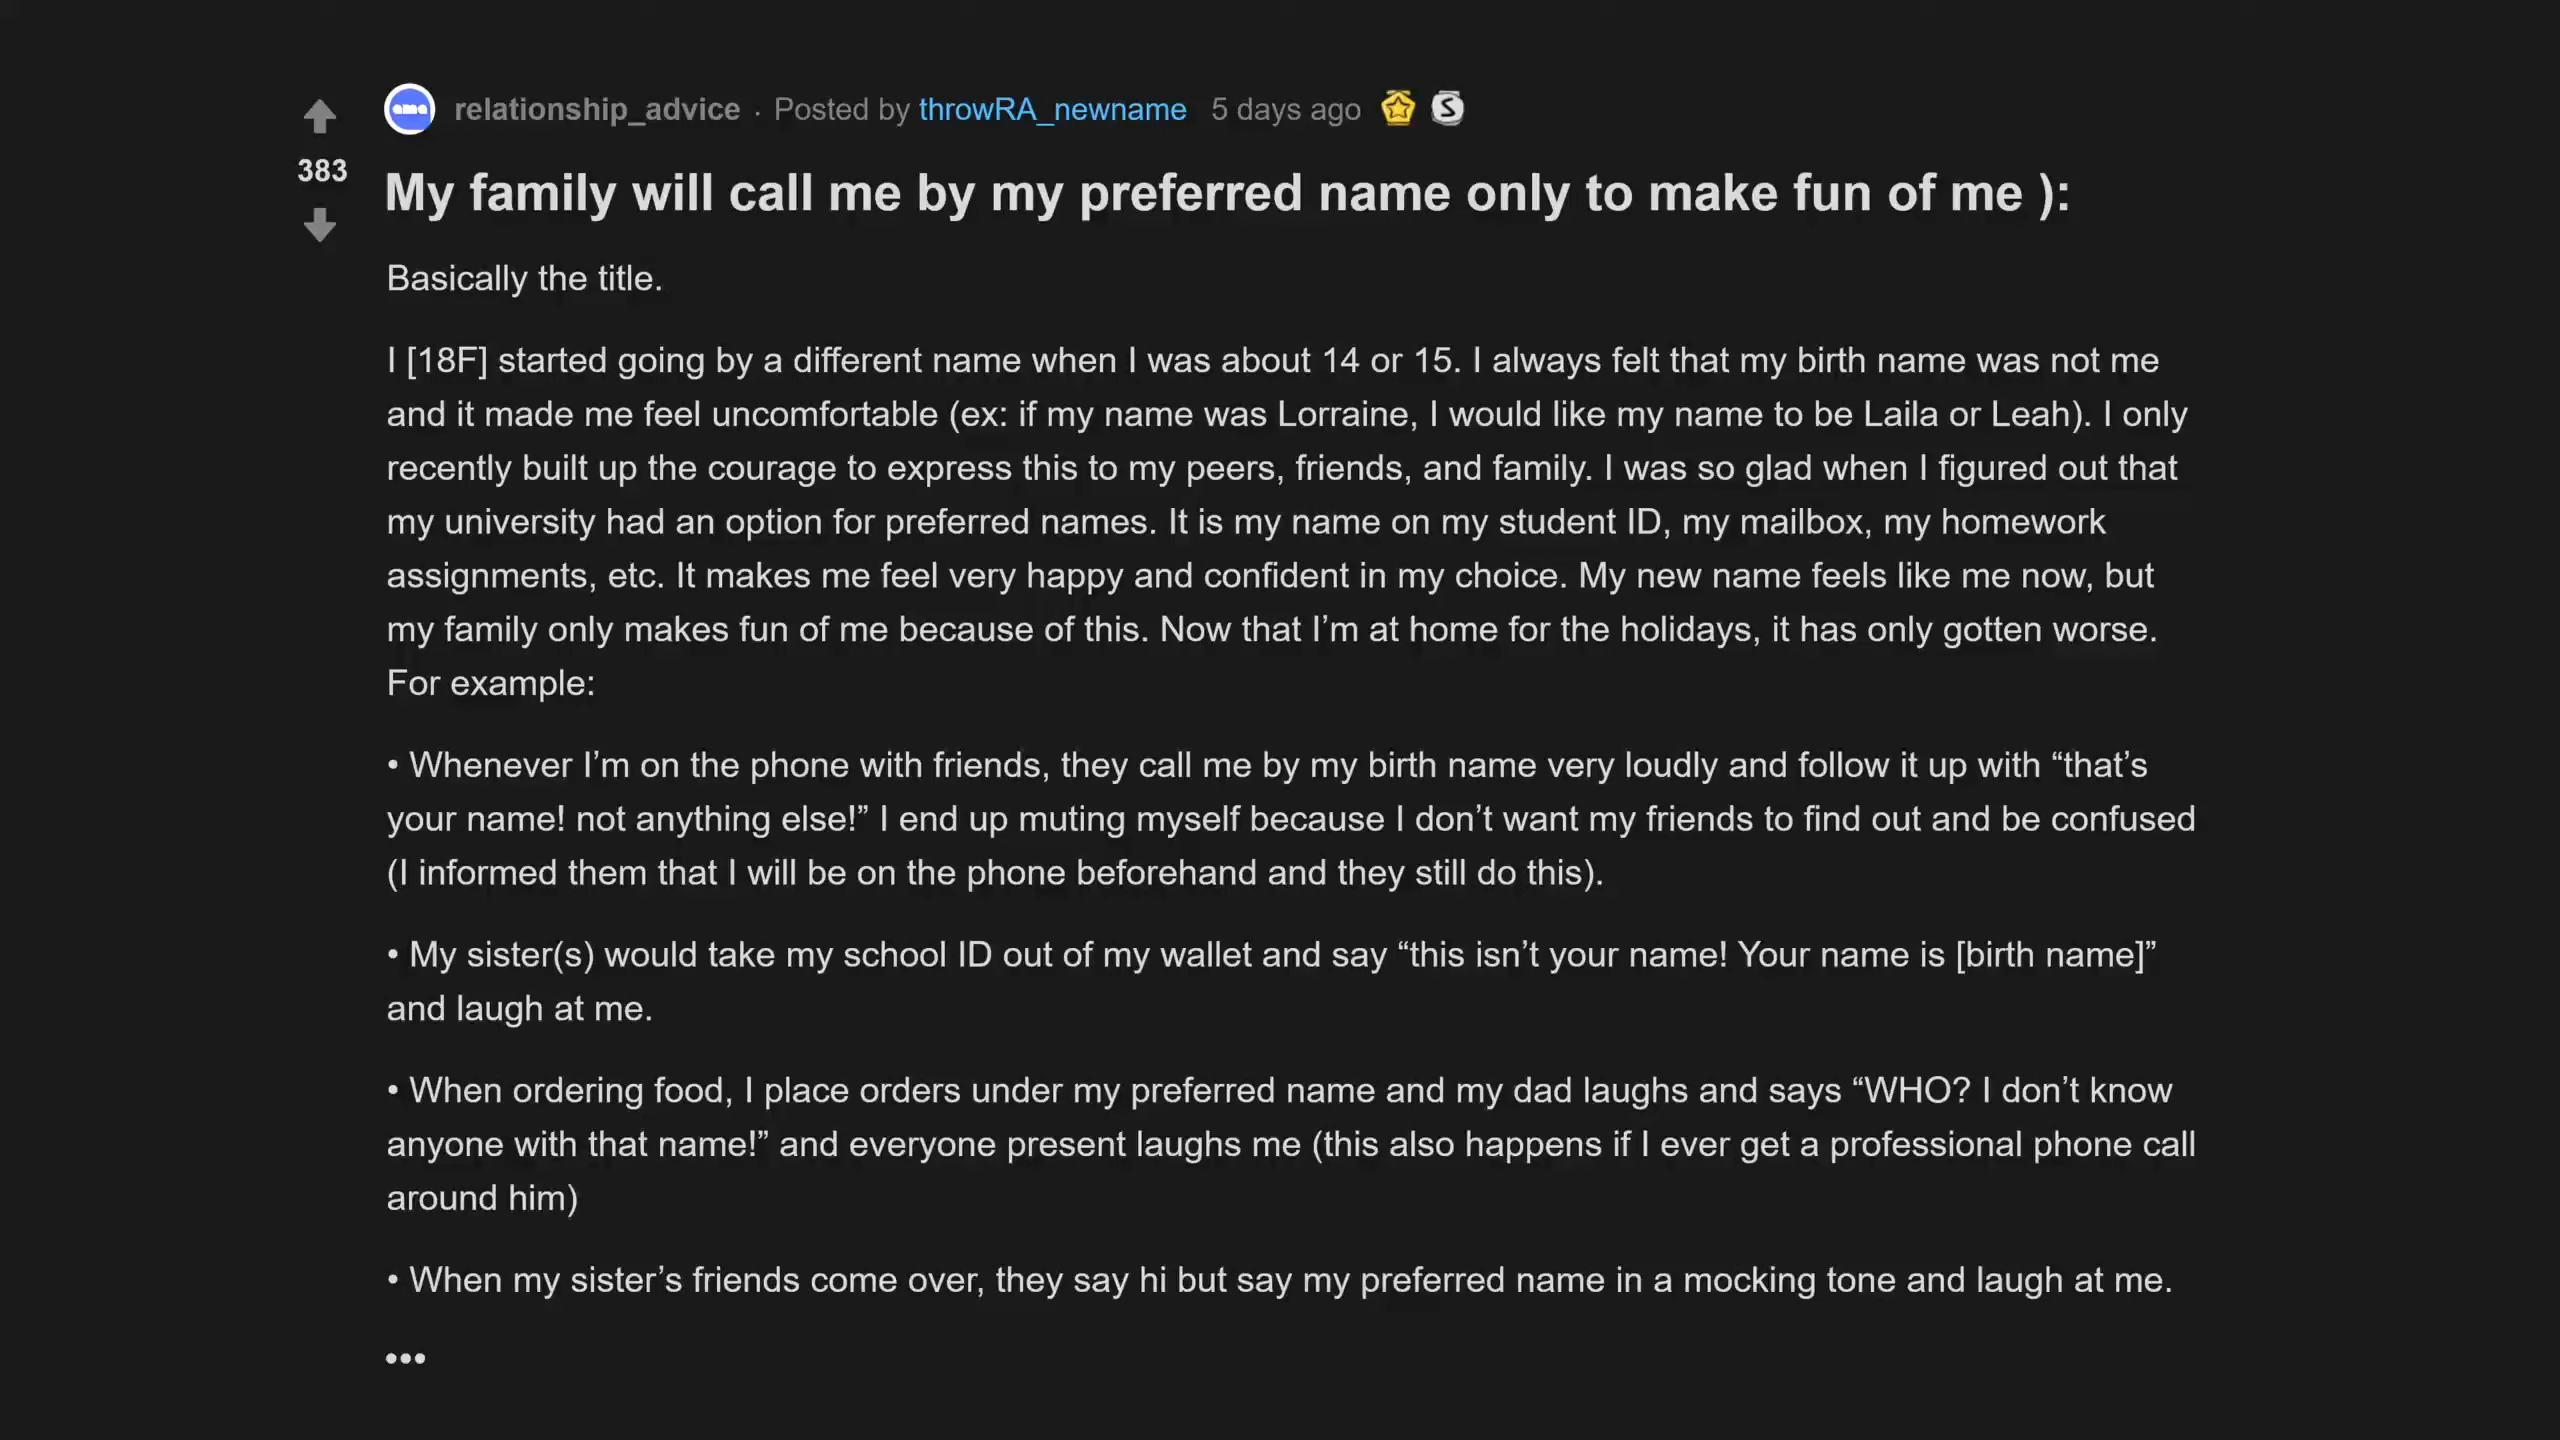 relationship_advice · Posted by throwRA_newname 5 days ago
383
My family will call me by my preferred name only to make fun of me ):
Basically the title.
I [18F] started going by a different name when I was about 14 or 15. I always felt that my birth name was not me
and it made me feel uncomfortable (ex: if my name was Lorraine, I would like my name to be Laila or Leah). I only
recently built up the courage to express this to my peers, friends, and family. I was so glad when I figured out that
my university had an option for preferred names. It is my name on my student ID, my mailbox, my homework
assignments, etc. It makes me feel very happy and confident in my choice. My new name feels like me now, but
my family only makes fun of me because of this. Now that I’m at home for the holidays, it has only gotten worse.
For example:
• Whenever I’m on the phone with friends, they call me by my birth name very loudly and follow it up with “that’s
your name! not anything else!” I end up muting myself because I don’t want my friends to find out and be confused
(I informed them that I will be on the phone beforehand and they still do this).
• My sister(s) would take my school ID out of my wallet and say “this isn’t your name! Your name is [birth name]”
and laugh at me.
• When ordering food, I place orders under my preferred name and my dad laughs and says “WHO? I don’t know
anyone with that name!” and everyone present laughs me (this also happens if I ever get a professional phone call
around him)
• When my sister’s friends come over, they say hi but say my preferred name in a mocking tone and laugh at me.
•••